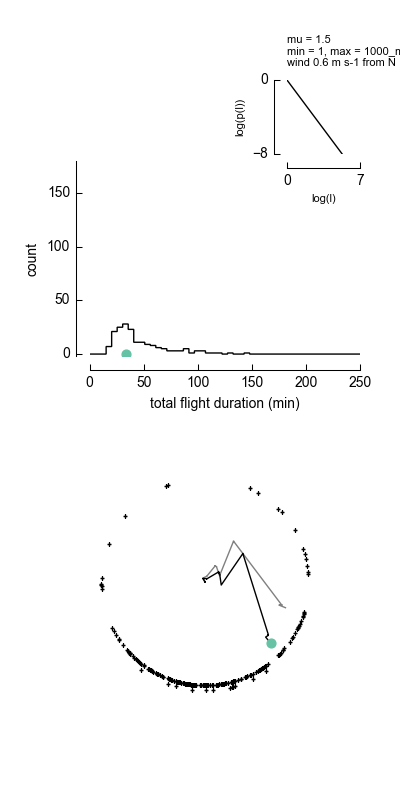 mu = 1.5
min = 1, max = 1000_m
wind 0.6 m s-1 from N
0
log(p(l))
−8
0 7
log(l)
150
100
count
50
0
0 50 100 150 200 250
total flight duration (min)